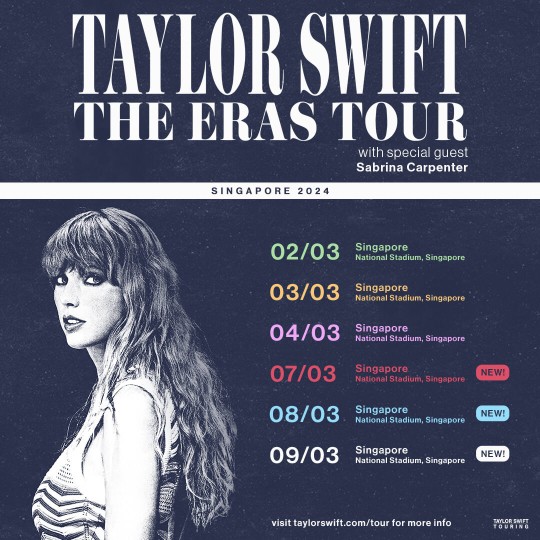 TAYLOR SWIFT
THE ERAS TOUR
with special guest
Sabrina Carpenter
SINGAPORE 2024
02/03 Singapore
National Stadium, Singapore
03/03 Singapore
National Stadium, Singapore
04/03 Singapore
National Stadium, Singapore
07/03 Singapore
National Stadium, Singapore
NEW!
08/03 Singapore
National Stadium, Singapore
NEW!
09/03 Singapore
National Stadium, Singapore
NEW!
visit taylorswift.com/tour for more info
TAYLOR SWIFT
TOURING